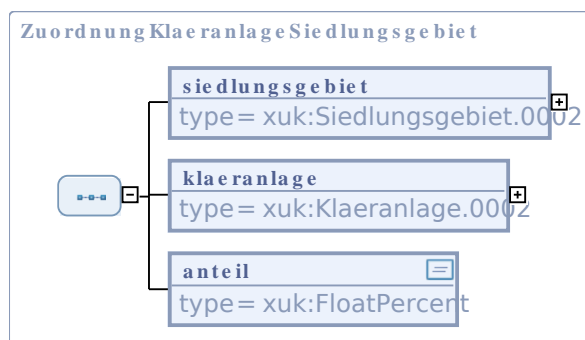 ZuordnungKlaeranlageSiedlungsgebiet
siedlungsgebiet
type= xuk:Siedlungsgebiet.0002
klaeranlage
type= xuk:Klaeranlage.0002
anteil
type= xuk:FloatPercent